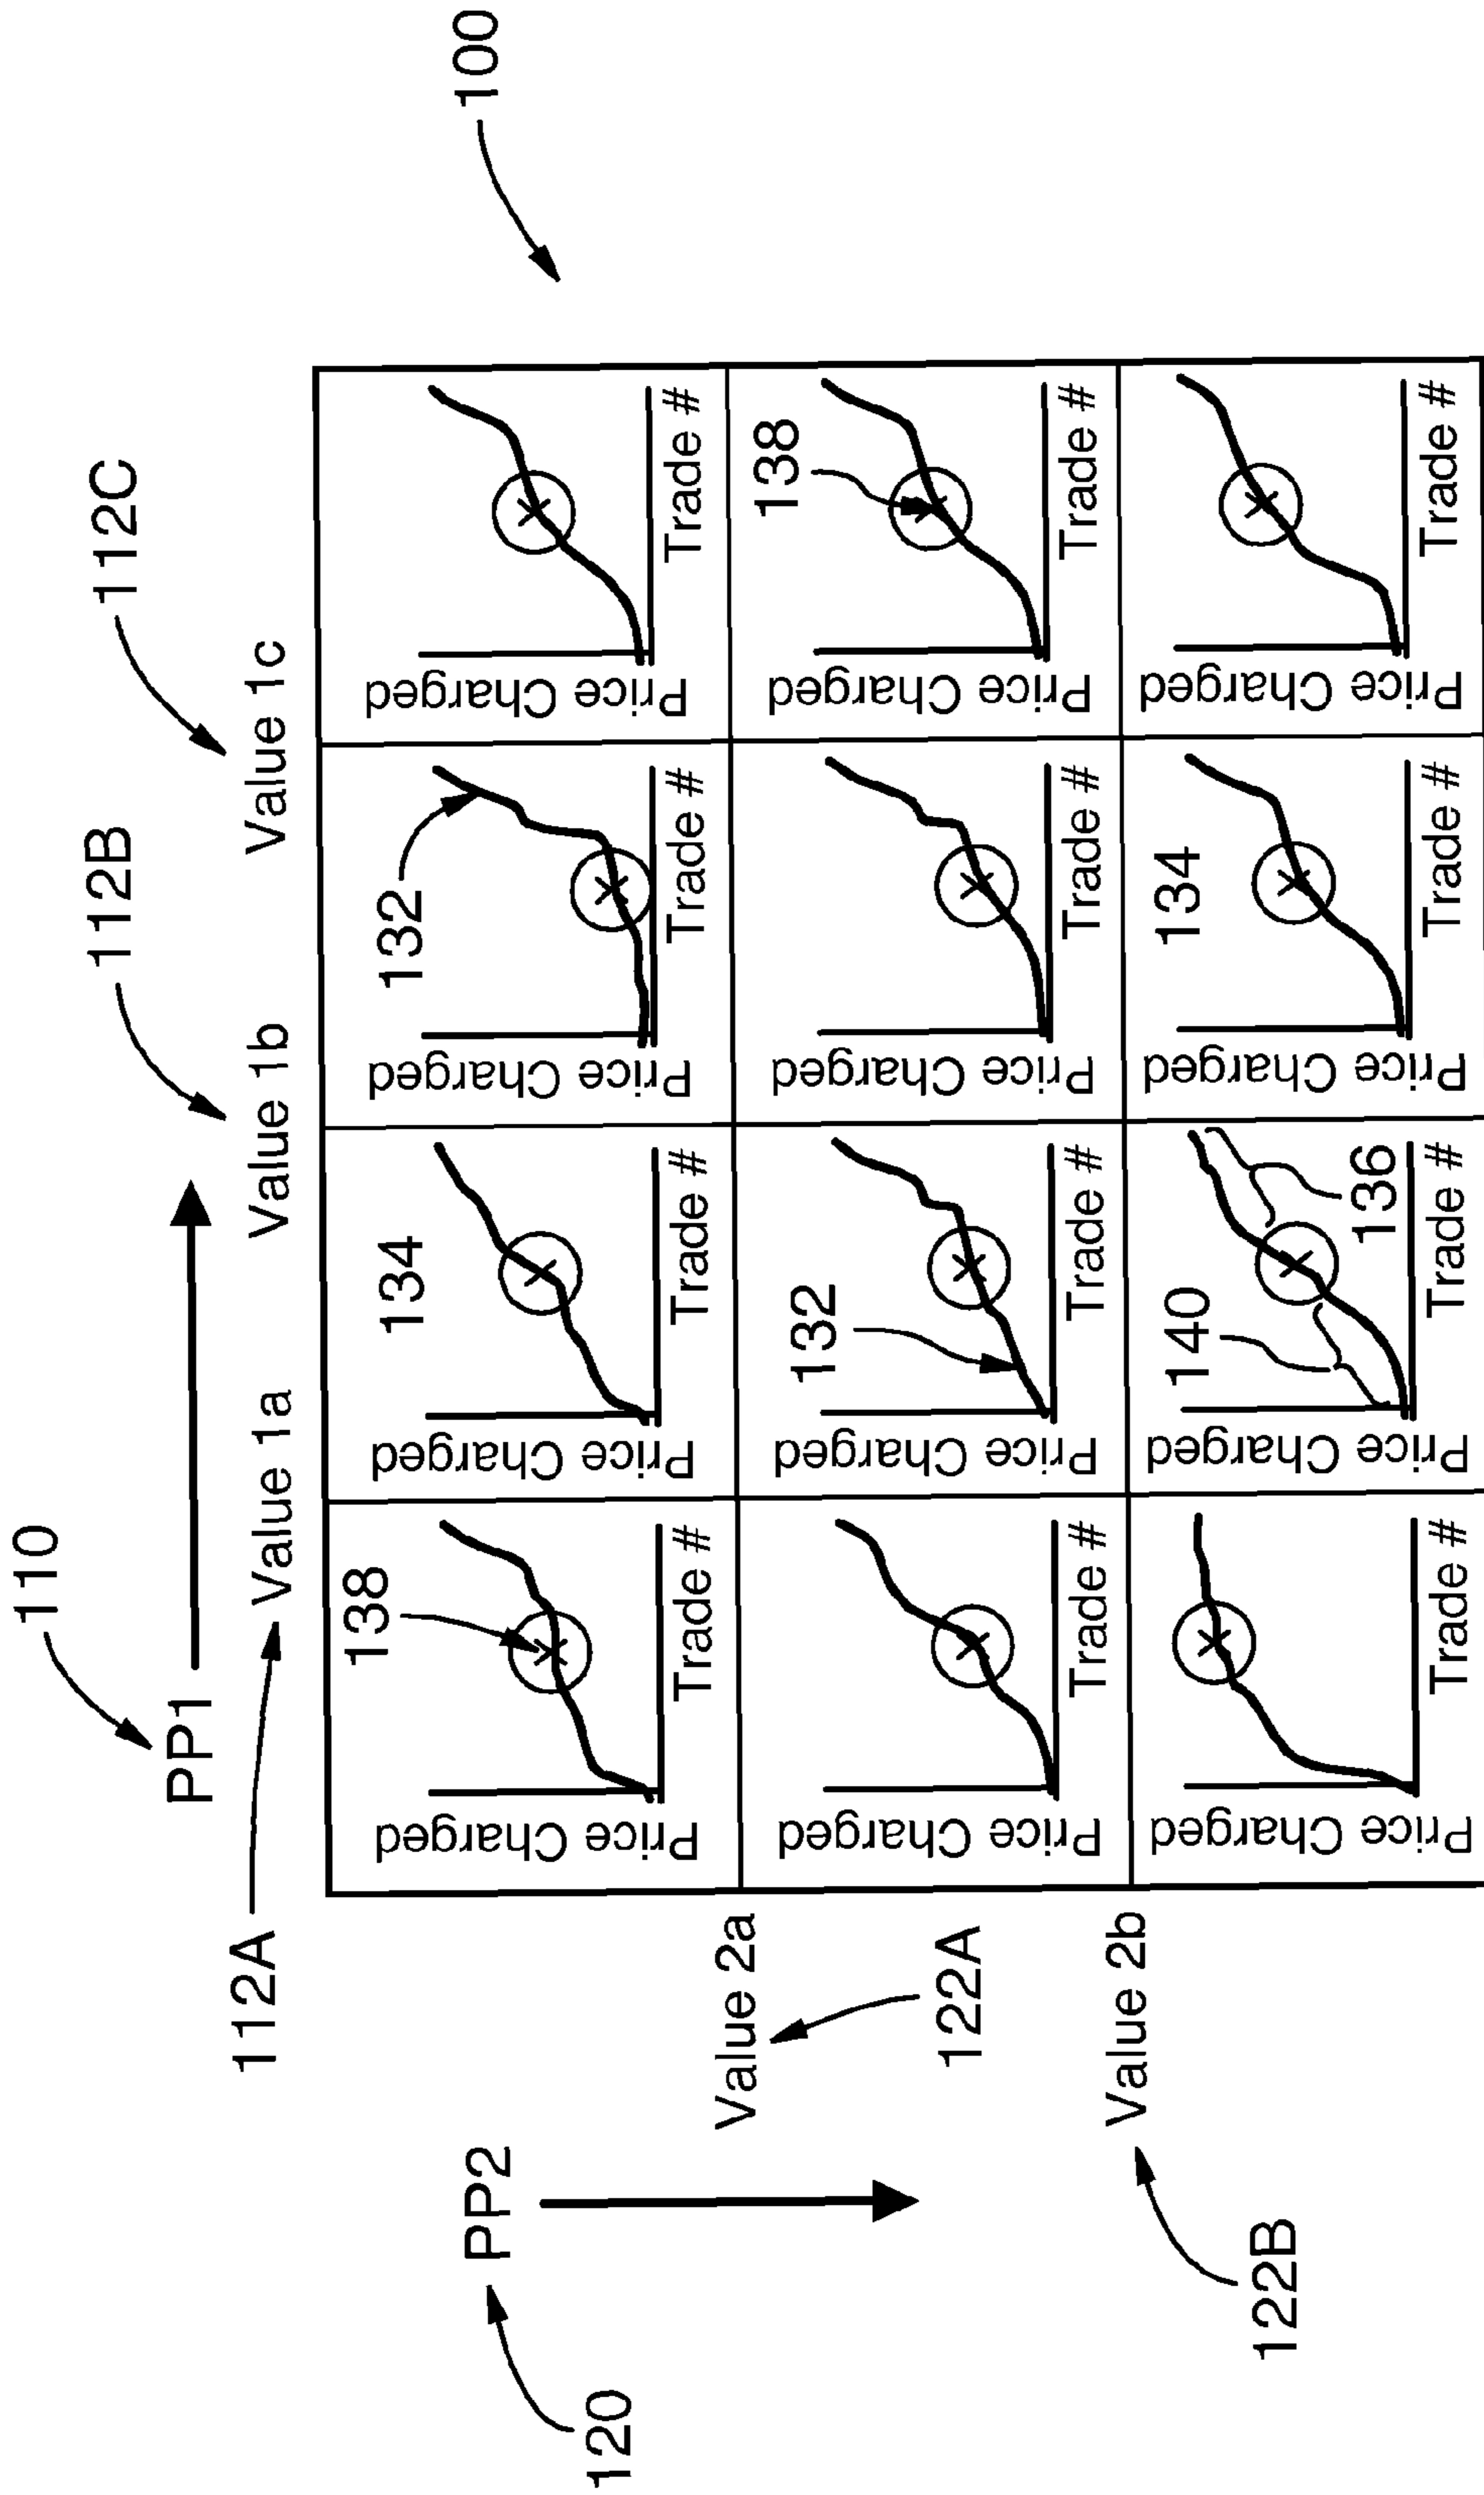 110
112B
112C
PP1
112A
Value 1a
Value 1b
Value 1c
100
120
PP2
138
134
132
Price Charged
Price Charged
Price Charged
Price Charged
Trade #
Trade #
Trade #
Trade #
Value 2a
122A
132
138
Price Charged
Price Charged
Price Charged
Price Charged
Trade #
Trade #
Trade #
Trade #
Value 2b
122B
140
136
134
Price Charged
Price Charged
Price Charged
Price Charged
Trade #
Trade #
Trade #
Trade #